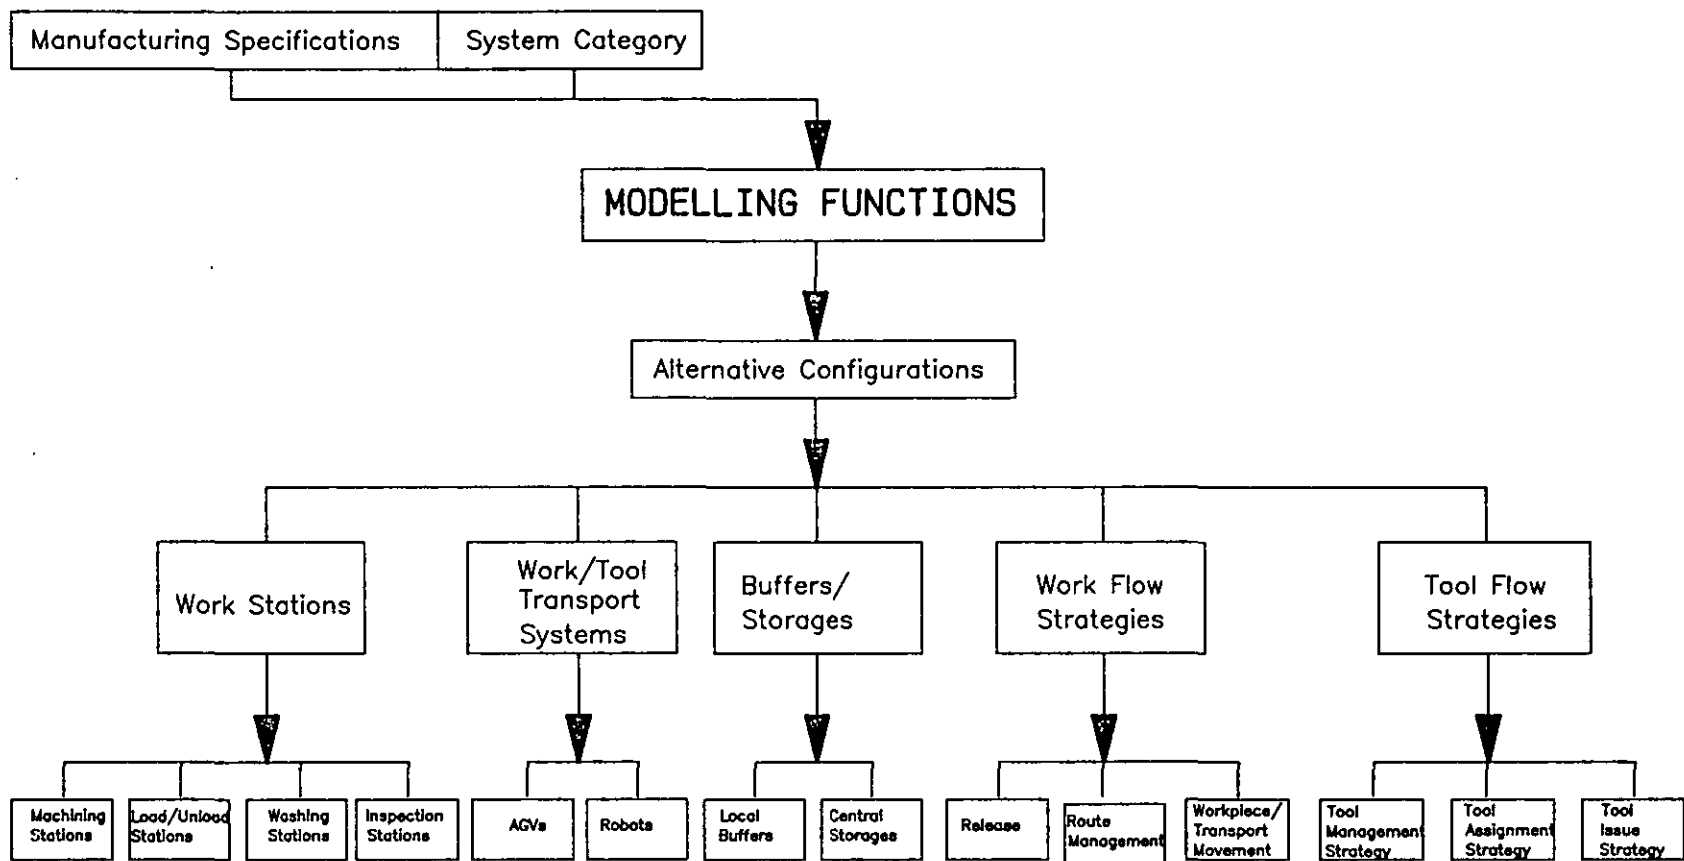 Manufacturing Specifications
System Category
MODELLING FUNCTIONS
Alternative Configurations
Work Stations
Work/Tool
Transport
Systems
Buffers/
Storages
Work Flow
Strategies
Tool Flow
Strategies
Machining
Stations
Load/Unload
Stations
Washing
Stations
Inspection
Stations
AGVs
Robots
Local
Buffers
Central
Storages
Release
Route
Management
Workpiece/
Transport
Movement
Tool
Management
Strategy
Tool
Assignment
Strategy
Tool
Issue
Strategy